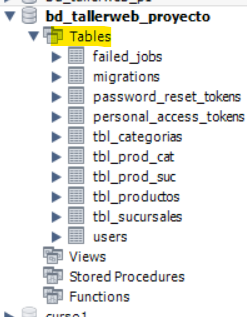 bd_tallerweb_proyecto
Tables
failed_jobs
migrations
password_reset_tokens
personal_access_tokens
tbl_categorias
tbl_prod_cat
tbl_prod_suc
tbl_productos
tbl_sucursales
users
Views
Stored Procedures
Functions